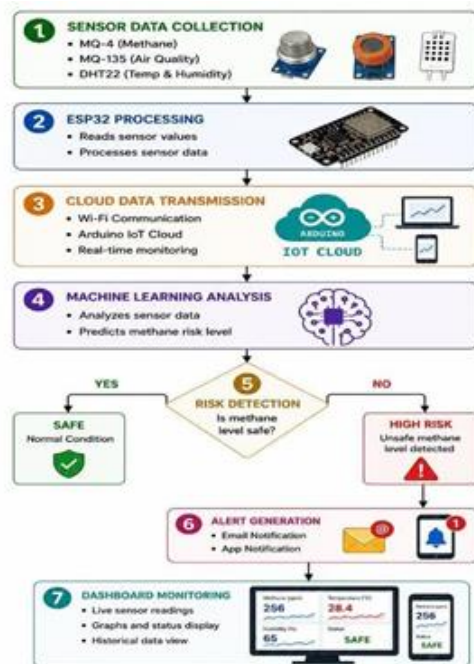 1 SENSOR DATA COLLECTION
• MQ-4 (Methane)
• MQ-135 (Air Quality)
• DHT22 (Temp & Humidity)
2 ESP32 PROCESSING
• Reads sensor values
• Processes sensor data
3 CLOUD DATA TRANSMISSION
• Wi-Fi Communication
• Arduino IoT Cloud
• Real-time monitoring
ARDUINO
IOT CLOUD
4 MACHINE LEARNING ANALYSIS
• Analyzes sensor data
• Predicts methane risk level
YES
5
NO
RISK DETECTION
Is methane
level safe?
SAFE
Normal Condition
HIGH RISK
Unsafe methane
level detected
6 ALERT GENERATION
• Email Notification
• App Notification
@
1
7 DASHBOARD MONITORING
• Live sensor readings
• Graphs and status display
• Historical data view
256
28.4
65
SAFE
256
SAFE